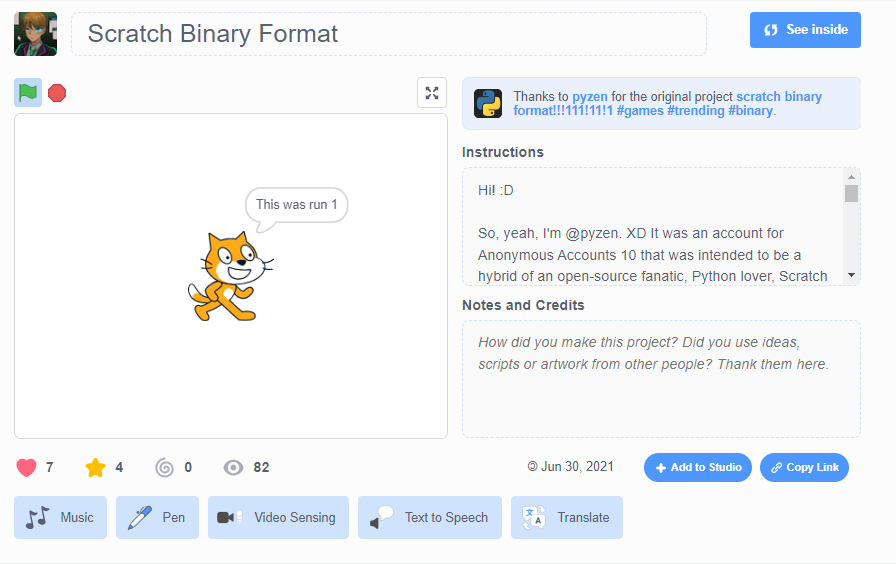 Scratch Binary Format
See inside
Thanks to pyzen for the original project scratch binary
format!!!111!11!1 #games #trending #binary.
Instructions
Hi! :D
So, yeah, I'm @pyzen. XD It was an account for
Anonymous Accounts 10 that was intended to be a
hybrid of an open-source fanatic, Python lover, Scratch
This was run 1
Notes and Credits
How did you make this project? Did you use ideas,
scripts or artwork from other people? Thank them here.
7
4
0
82
© Jun 30, 2021
Add to Studio
Copy Link
Music
Pen
Video Sensing
Text to Speech
文
A
Translate